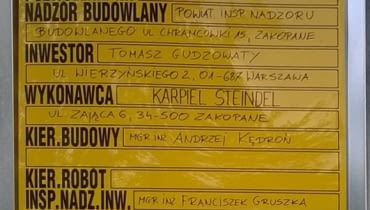 NADZÓR BUDOWLANY POWIAT. INSP NADZORU
BUDOWLANEGO UL CHRAMCÓWKI 15, ZAKOPANE
INWESTOR TOMASZ GUDZOWATY
UL WIERZYŃSKIEGO 2, 01-687 WARSZAWA
WYKONAWCA KARPIEL STEINDEL
UL. ZAJĄCA 6, 34-500 ZAKOPANE
KIER.BUDOWY MGR INŻ ANDRZEJ KĘDROŃ
KIER.ROBÓT
INSP.NADZ.INW. MGR INŻ FRANCISZEK GRUSZKA